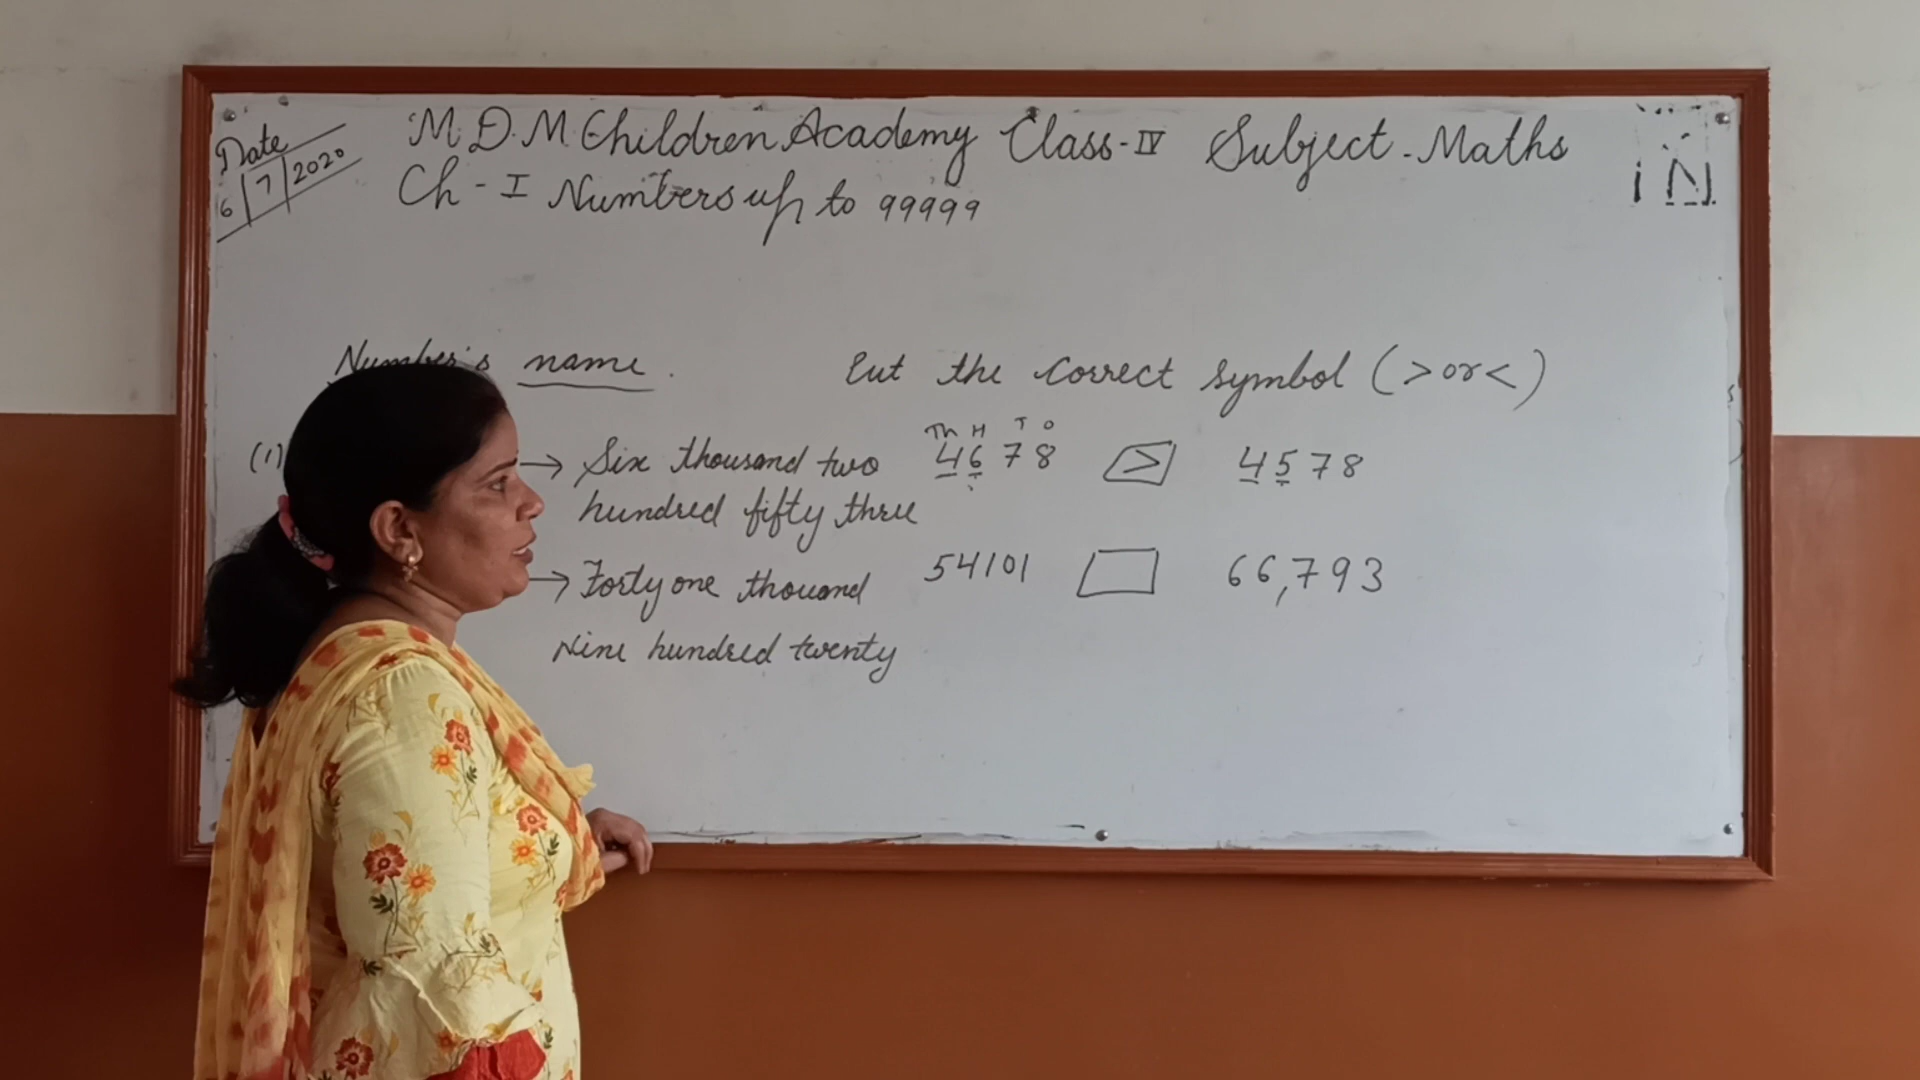 Date
6/7/2020
M.D.M. Children Academy Class-IV Subject-Maths
Ch-I Numbers up to 99999
Number's name.
Put the correct symbol (> or <)
(1) → Six thousand two
hundred fifty three
→ Forty one thouand
Nine hundred twenty
Th H T O
4678 > 4578
54101 66,793